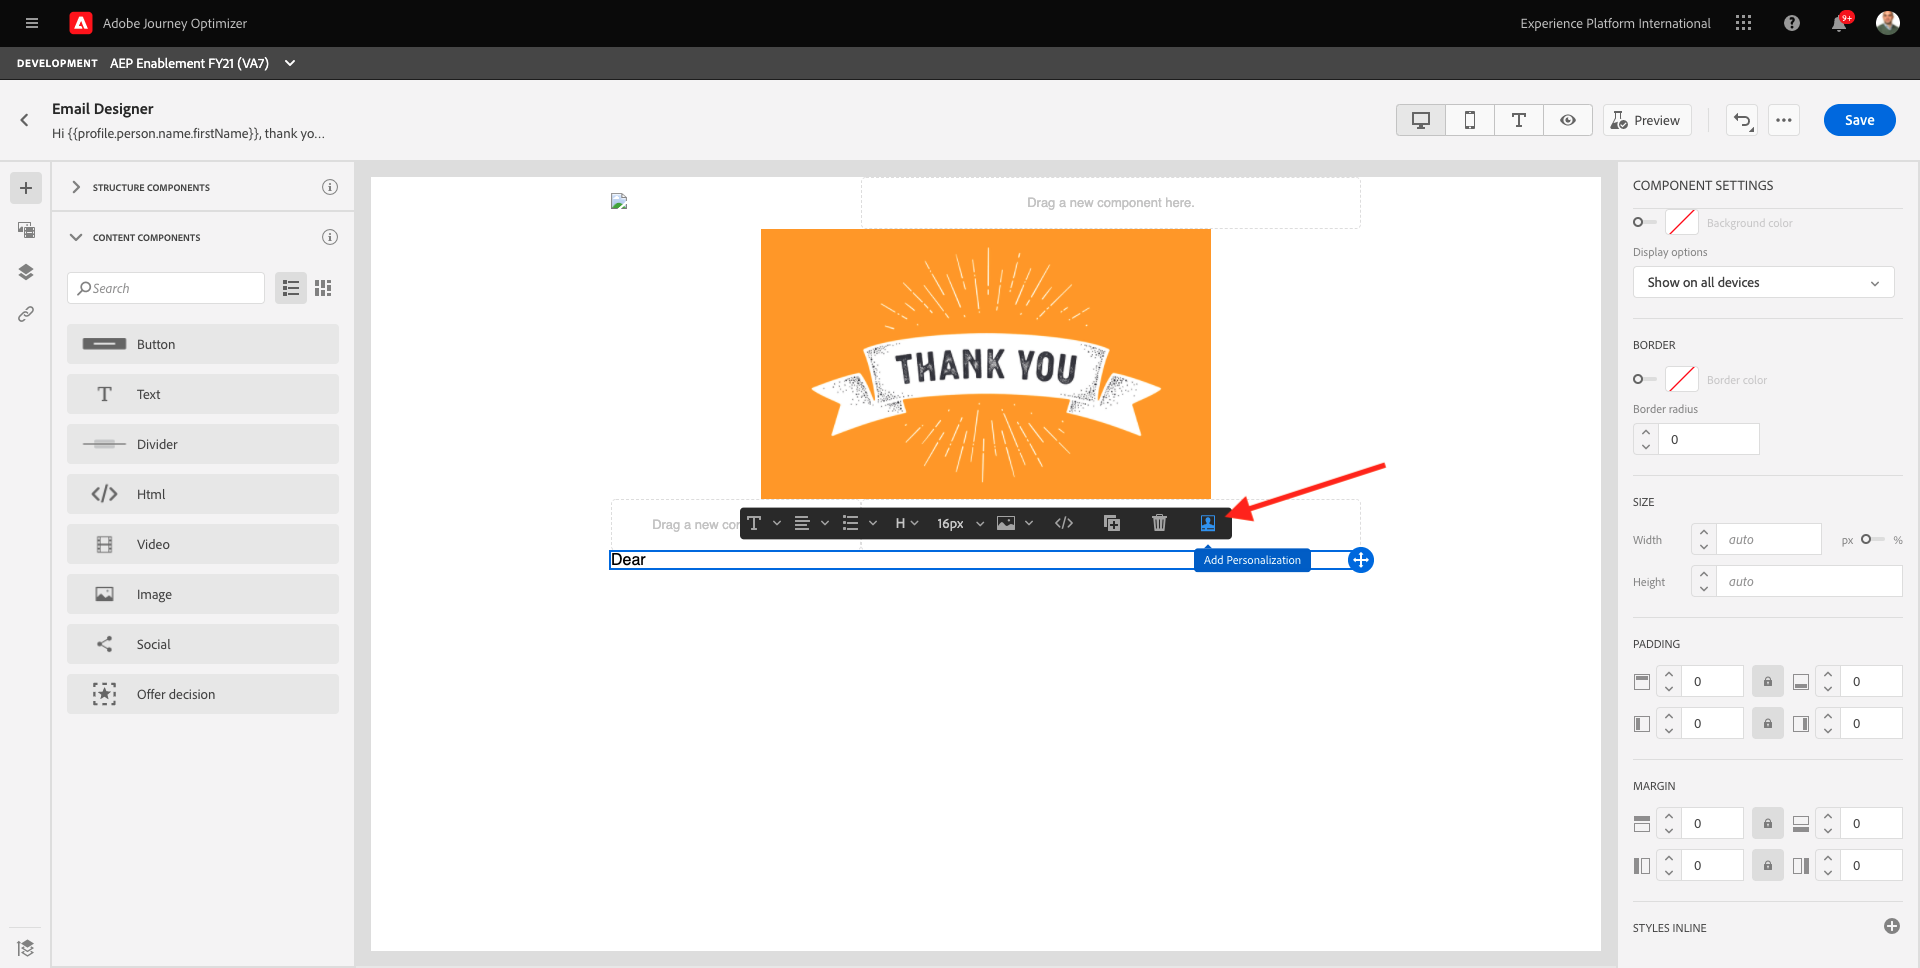 Adobe Journey Optimizer
Experience Platform International
9+
DEVELOPMENT AEP Enablement FY21 (VA7)
Email Designer
Hi {{profile.person.name.firstName}}, thank yo...
T
Preview
Save
STRUCTURE COMPONENTS
CONTENT COMPONENTS
Search
Button
T Text
Divider
</> Html
Video
Image
Social
Offer decision
Drag a new component here.
THANK YOU
Drag a new con
T H 16px </>
Dear
Add Personalization
COMPONENT SETTINGS
Background color
Display options
Show on all devices
BORDER
Border color
Border radius
0
SIZE
Width auto px %
Height auto
PADDING
0 0
0 0
MARGIN
0 0
0 0
STYLES INLINE